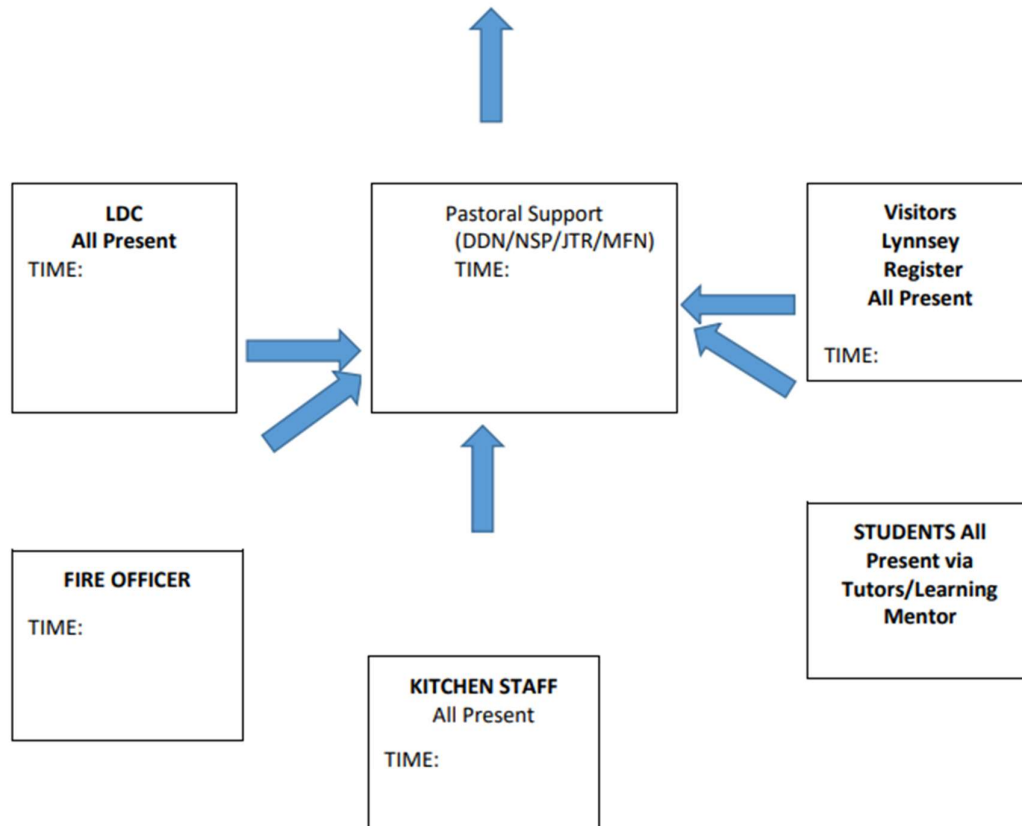 LDC
All Present
TIME:
Pastoral Support
(DDN/NSP/JTR/MFN)
TIME:
Visitors
Lynnsey
Register
All Present
TIME:
FIRE OFFICER
TIME:
KITCHEN STAFF
All Present
TIME:
STUDENTS All
Present via
Tutors/Learning
Mentor